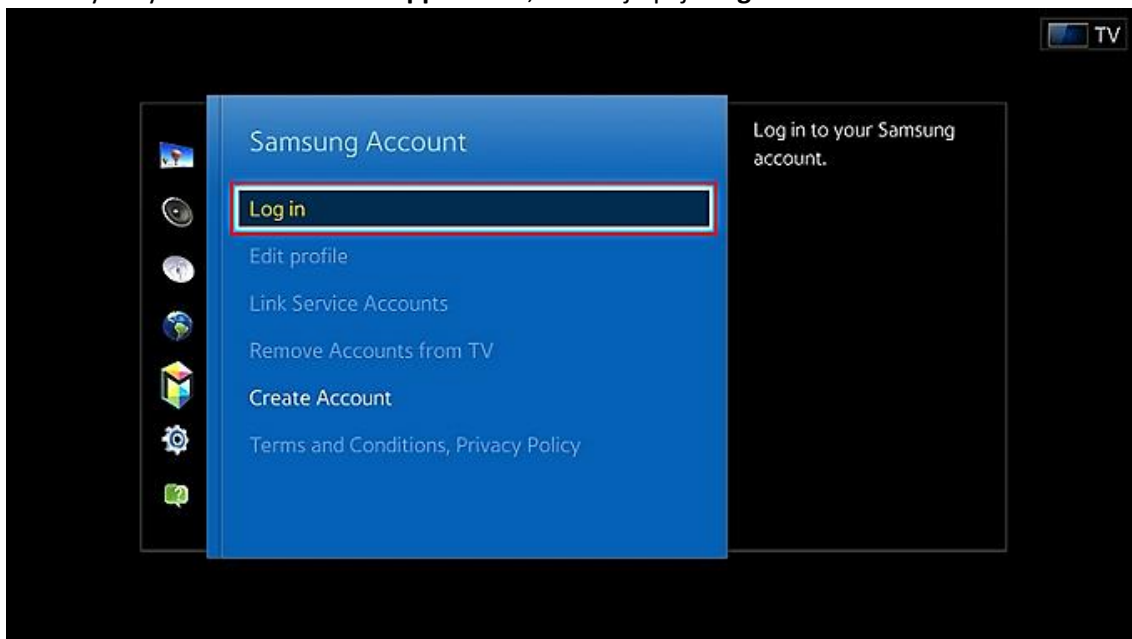 TV
Samsung Account
Log in to your Samsung
account.
Log in
Edit profile
Link Service Accounts
Remove Accounts from TV
Create Account
Terms and Conditions, Privacy Policy